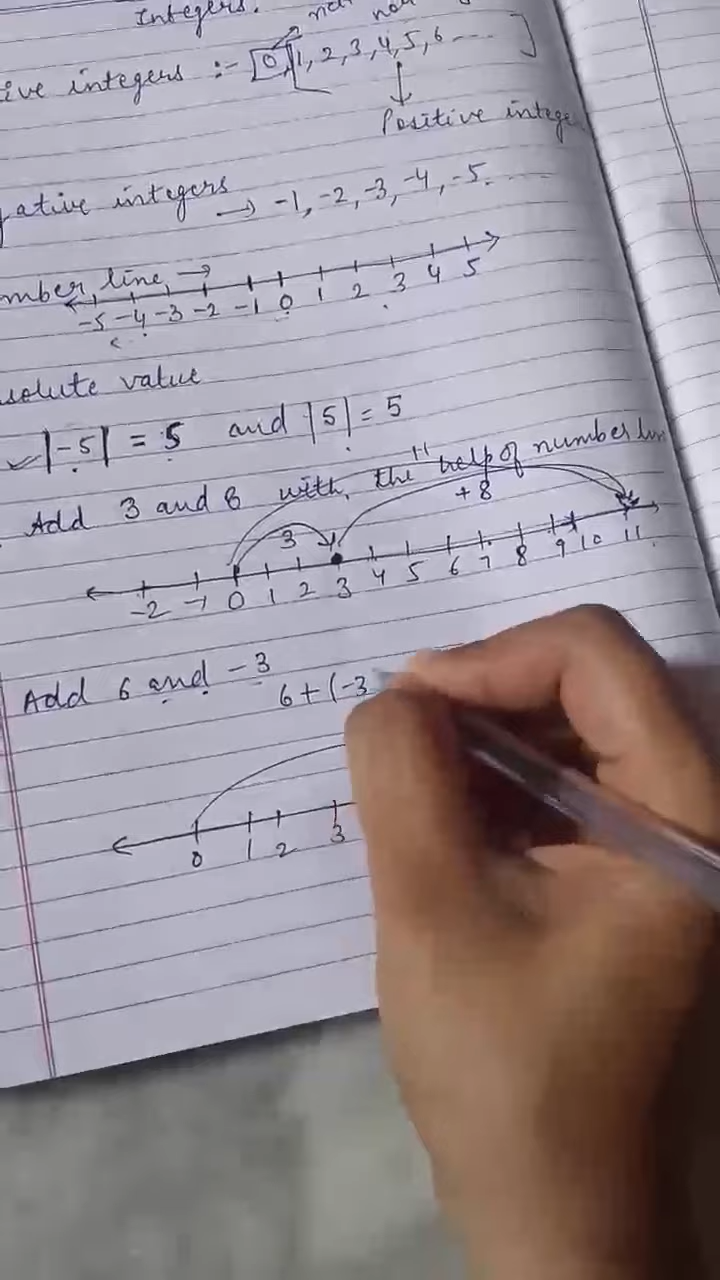 Integers.
ive integers :- 0, 1, 2, 3, 4, 5, 6 ....]
Positive intege
gative integers → -1, -2, -3, -4, -5. ....
mber line →
-5 -4 -3 -2 -1 0 1 2 3 4 5
solute value
|-5| = 5 and |5| = 5
Add 3 and 8 with the help of number lin
11
3 +8
-2 -1 0 1 2 3 4 5 6 7 8 9 10 11
Add 6 and -3
6+(-3
0 1 2 3